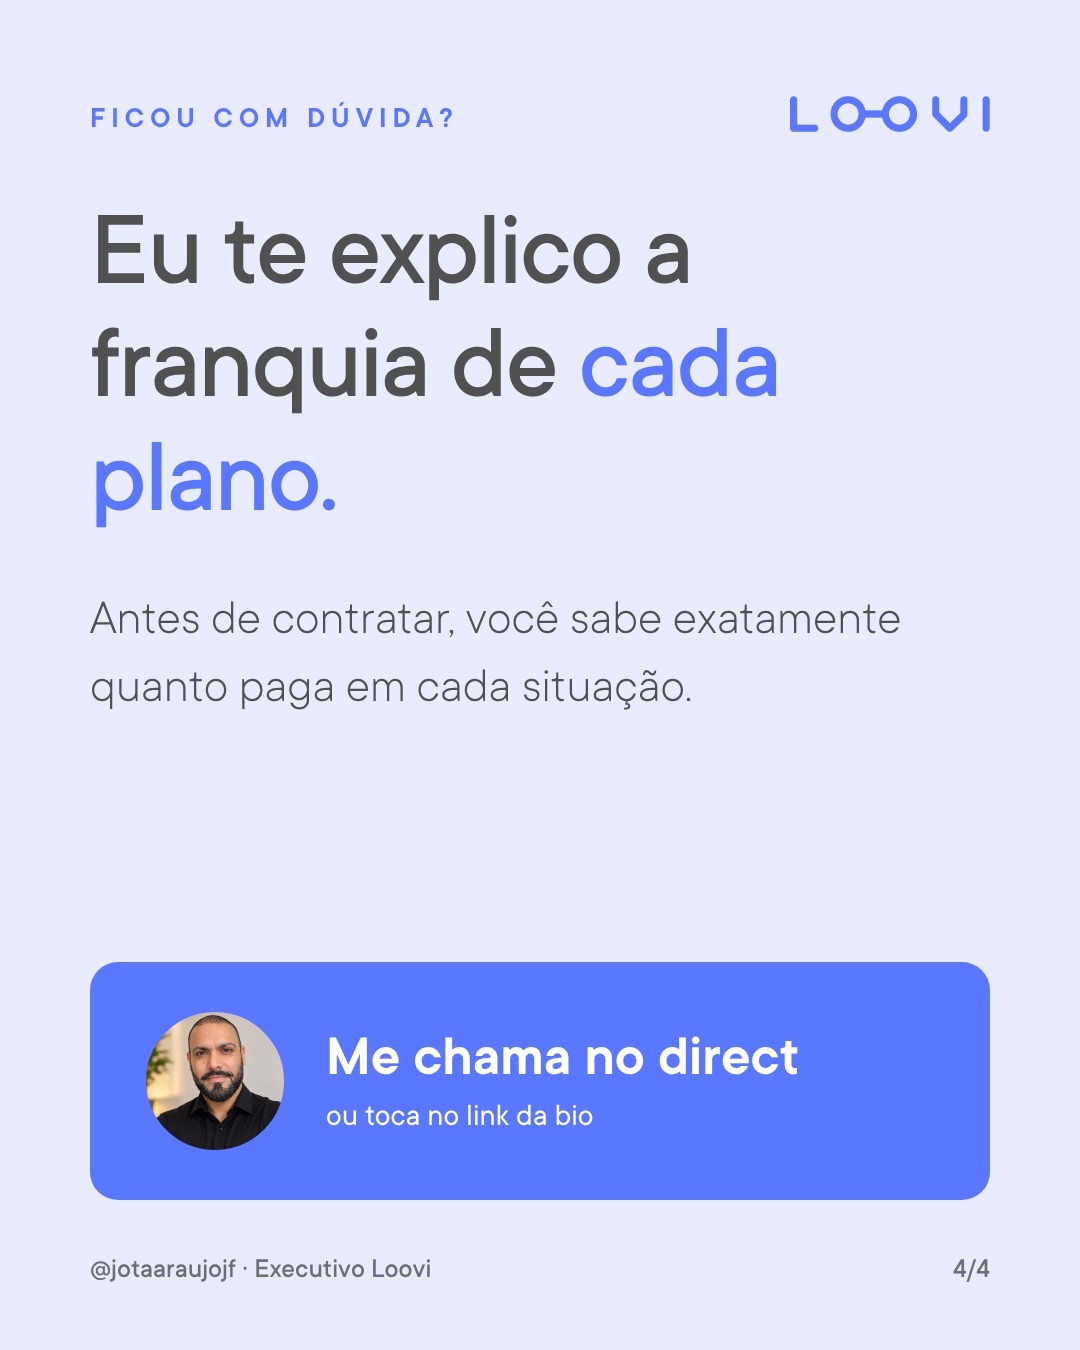 FICOU COM DÚVIDA?
LOOVI
Eu te explico a
franquia de cada
plano.
Antes de contratar, você sabe exatamente
quanto paga em cada situação.
Me chama no direct
ou toca no link da bio
@jotaaraujojf · Executivo Loovi
4/4